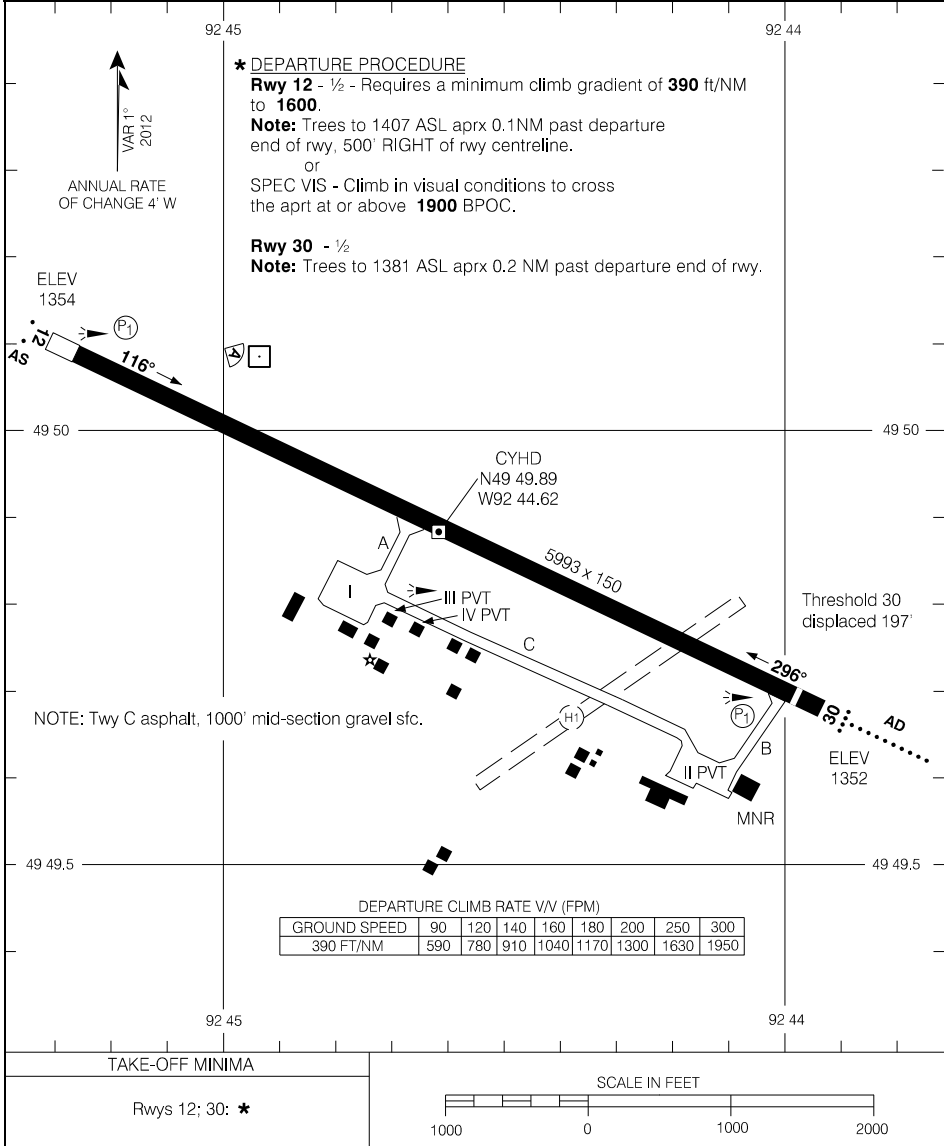 92 45
92 44
* DEPARTURE PROCEDURE
Rwy 12 - ½ - Requires a minimum climb gradient of 390 ft/NM
to 1600.
Note: Trees to 1407 ASL aprx 0.1NM past departure
end of rwy, 500' RIGHT of rwy centreline.
or
SPEC VIS - Climb in visual conditions to cross
the aprt at or above 1900 BPOC.
Rwy 30 - ½
Note: Trees to 1381 ASL aprx 0.2 NM past departure end of rwy.
VAR 1°
2012
ANNUAL RATE
OF CHANGE 4' W
ELEV
1354
P1
12
AS
116°
49 50
49 50
CYHD
N49 49.89
W92 44.62
A
5993 x 150
I
III PVT
IV PVT
C
Threshold 30
displaced 197'
296°
NOTE: Twy C asphalt, 1000' mid-section gravel sfc.
H1
P1
30
AD
B
ELEV
1352
II PVT
MNR
49 49.5
49 49.5
DEPARTURE CLIMB RATE V/V (FPM)
GROUND SPEED 90 120 140 160 180 200 250 300
390 FT/NM 590 780 910 1040 1170 1300 1630 1950
92 45
92 44
TAKE-OFF MINIMA
Rwys 12; 30: *
SCALE IN FEET
1000 0 1000 2000